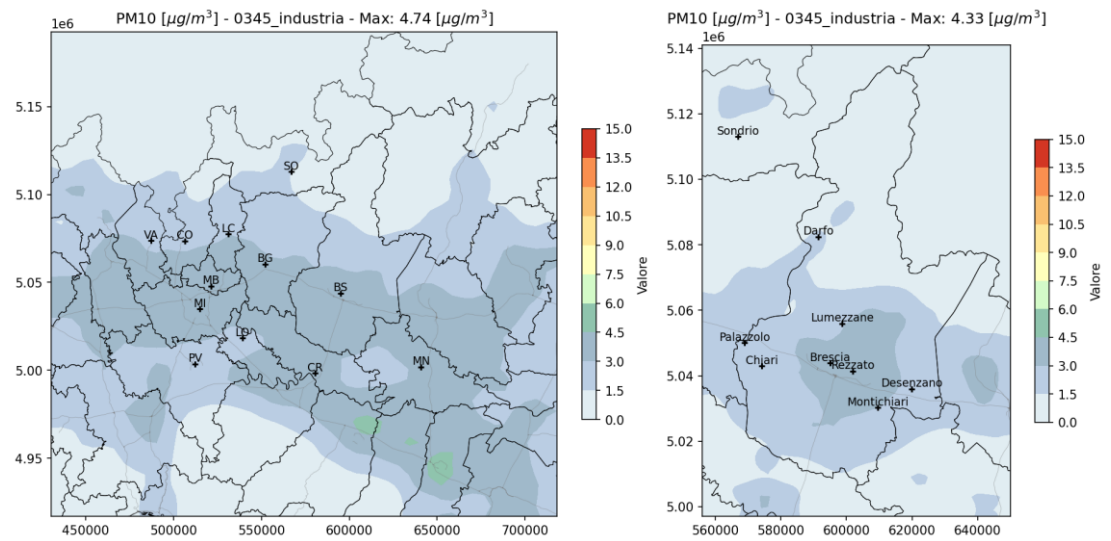 PM10 [μg/m³] - 0345_industria - Max: 4.74 [μg/m³]
1e6
5.15
5.10
5.05
5.00
4.95
450000 500000 550000 600000 650000 700000
SO
VA CO LC
BG
MB
BS
MI
LO
PV
CR
MN
15.0
13.5
12.0
10.5
9.0
7.5
6.0
4.5
3.0
1.5
0.0
Valore
PM10 [μg/m³] - 0345_industria - Max: 4.33 [μg/m³]
1e6
5.14
5.12
5.10
5.08
5.06
5.04
5.02
5.00
560000 580000 600000 620000 640000
Sondrio
Darfo
Lumezzane
Palazzolo
Brescia
Chiari
Rezzato
Desenzano
Montichiari
15.0
13.5
12.0
10.5
9.0
7.5
6.0
4.5
3.0
1.5
0.0
Valore